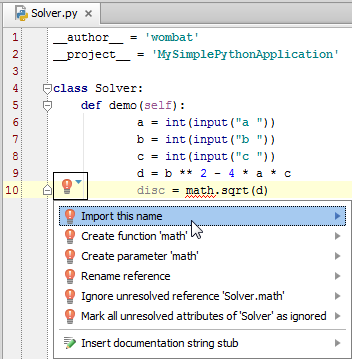 Solver.py
1 __author__ = 'wombat'
2 __project__ = 'MySimplePythonApplication'
3
4 class Solver:
5 def demo(self):
6 a = int(input("a "))
7 b = int(input("b "))
8 c = int(input("c "))
9 d = b ** 2 - 4 * a * c
10 disc = math.sqrt(d)
Import this name
Create function 'math'
Create parameter 'math'
Rename reference
Ignore unresolved reference 'Solver.math'
Mark all unresolved attributes of 'Solver' as ignored
Insert documentation string stub